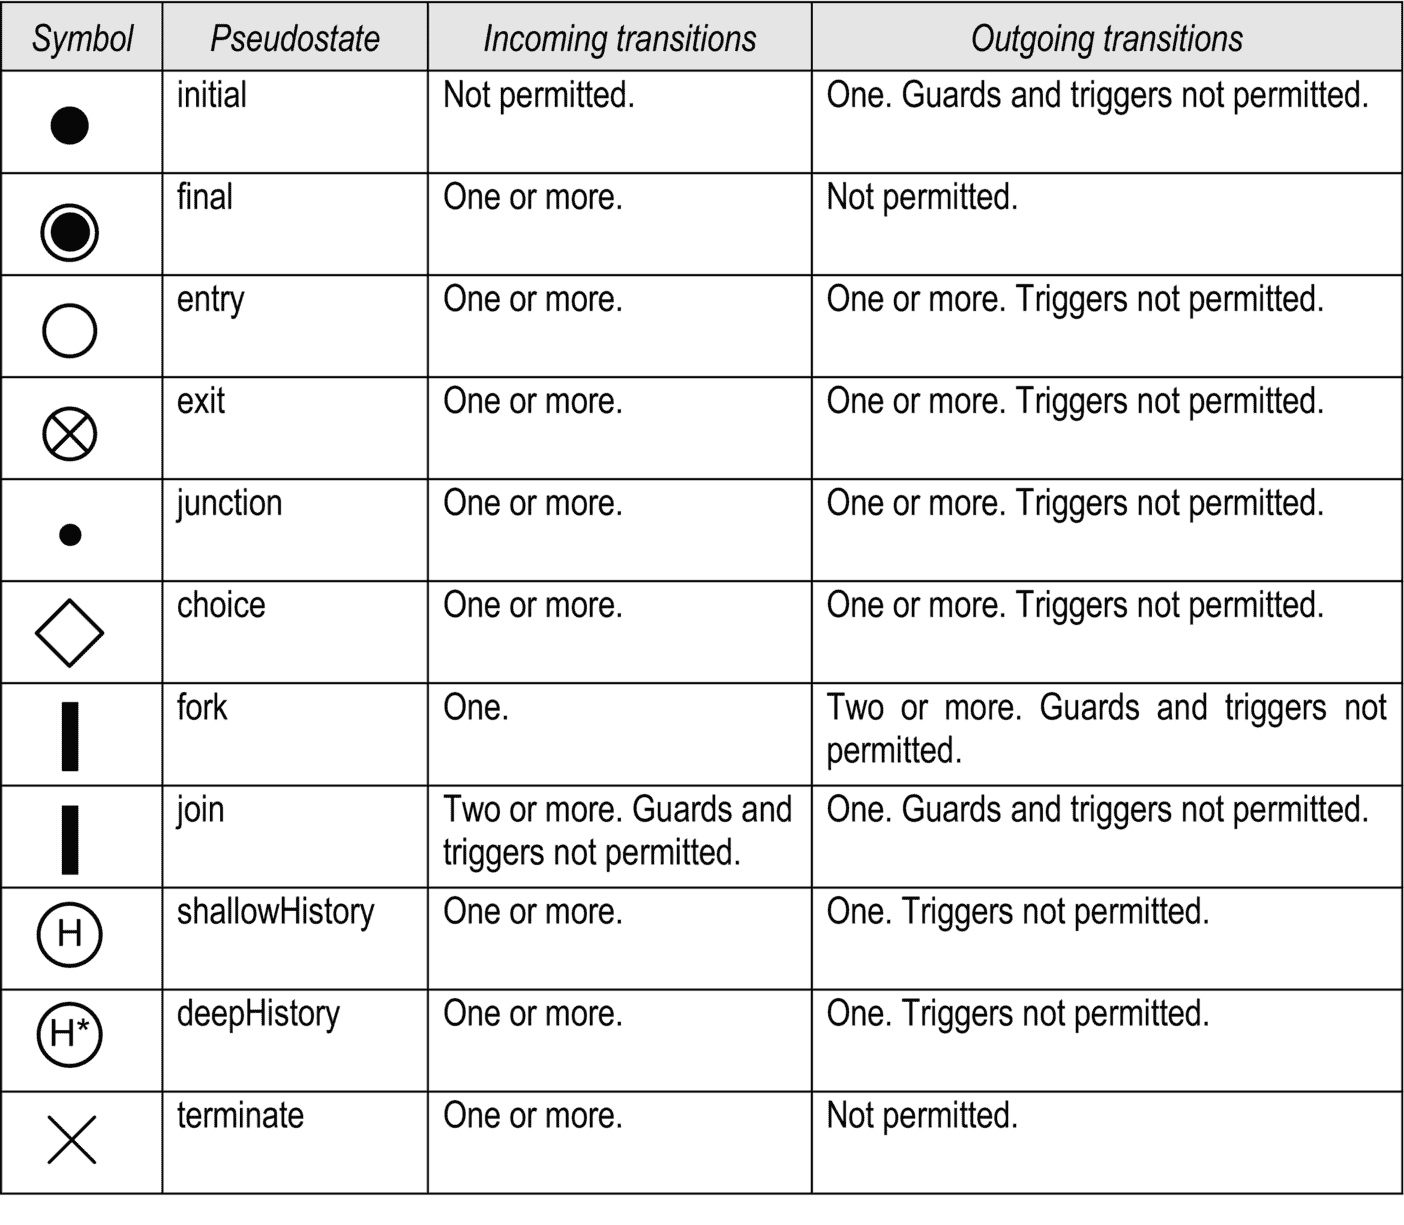 Symbol Pseudostate Incoming transitions Outgoing transitions
initial Not permitted. One. Guards and triggers not permitted.
final One or more. Not permitted.
entry One or more. One or more. Triggers not permitted.
exit One or more. One or more. Triggers not permitted.
junction One or more. One or more. Triggers not permitted.
choice One or more. One or more. Triggers not permitted.
fork One. Two or more. Guards and triggers not
permitted.
join Two or more. Guards and One. Guards and triggers not permitted.
triggers not permitted.
H shallowHistory One or more. One. Triggers not permitted.
H* deepHistory One or more. One. Triggers not permitted.
terminate One or more. Not permitted.